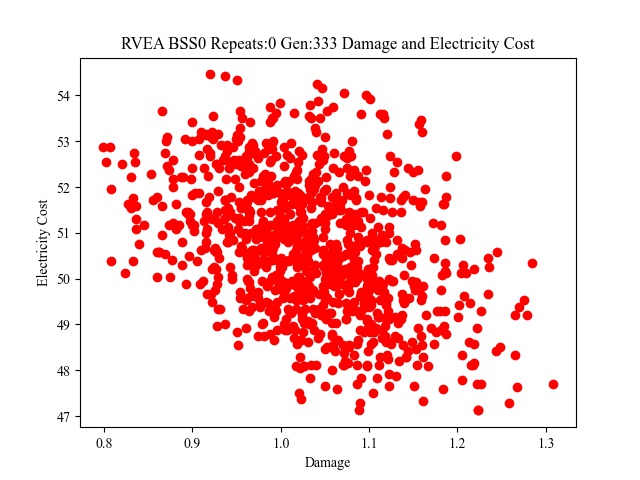 RVEA BSS0 Repeats:0 Gen:333 Damage and Electricity Cost
Electricity Cost
54
53
52
51
50
49
48
47
0.8 0.9 1.0 1.1 1.2 1.3
Damage